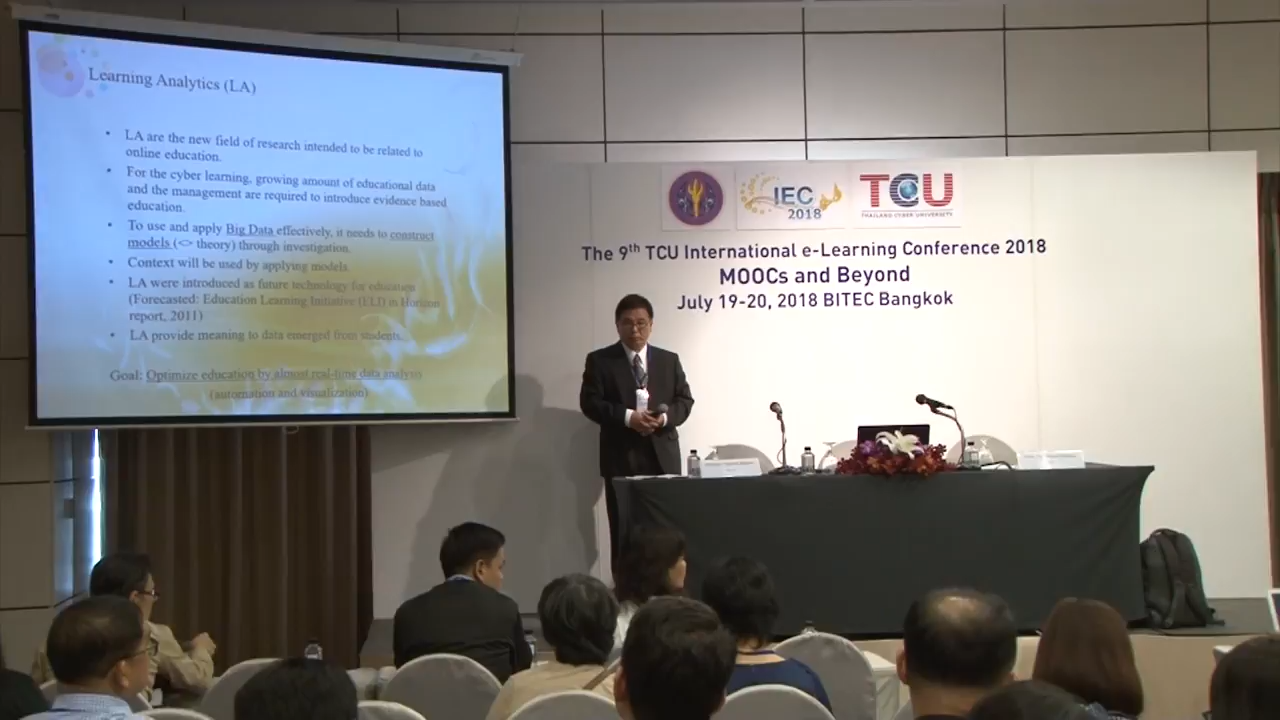 Learning Analytics (LA)
• LA are the new field of research intended to be related to
online education.
• For the cyber learning, growing amount of educational data
and the management are required to introduce evidence based
education.
• To use and apply Big Data effectively, it needs to construct
models (<> theory) through investigation.
• Context will be used by applying models.
• LA were introduced as future technology for education
(Forecasted: Education Learning Initiative (ELI) in Horizon
report, 2011)
• LA provide meaning to data emerged from students.
Goal: Optimize education by almost real-time data analysis
(automation and visualization)
IEC
2018
TCU
THAILAND CYBER UNIVERSITY
The 9th TCU International e-Learning Conference 2018
MOOCs and Beyond
July 19-20, 2018 BITEC Bangkok